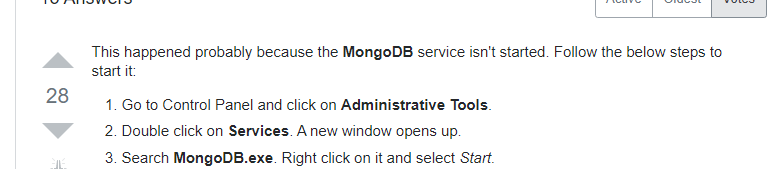 10 Answers
Active Oldest Votes
This happened probably because the MongoDB service isn't started. Follow the below steps to
start it:
28
1. Go to Control Panel and click on Administrative Tools.
2. Double click on Services. A new window opens up.
3. Search MongoDB.exe. Right click on it and select Start.